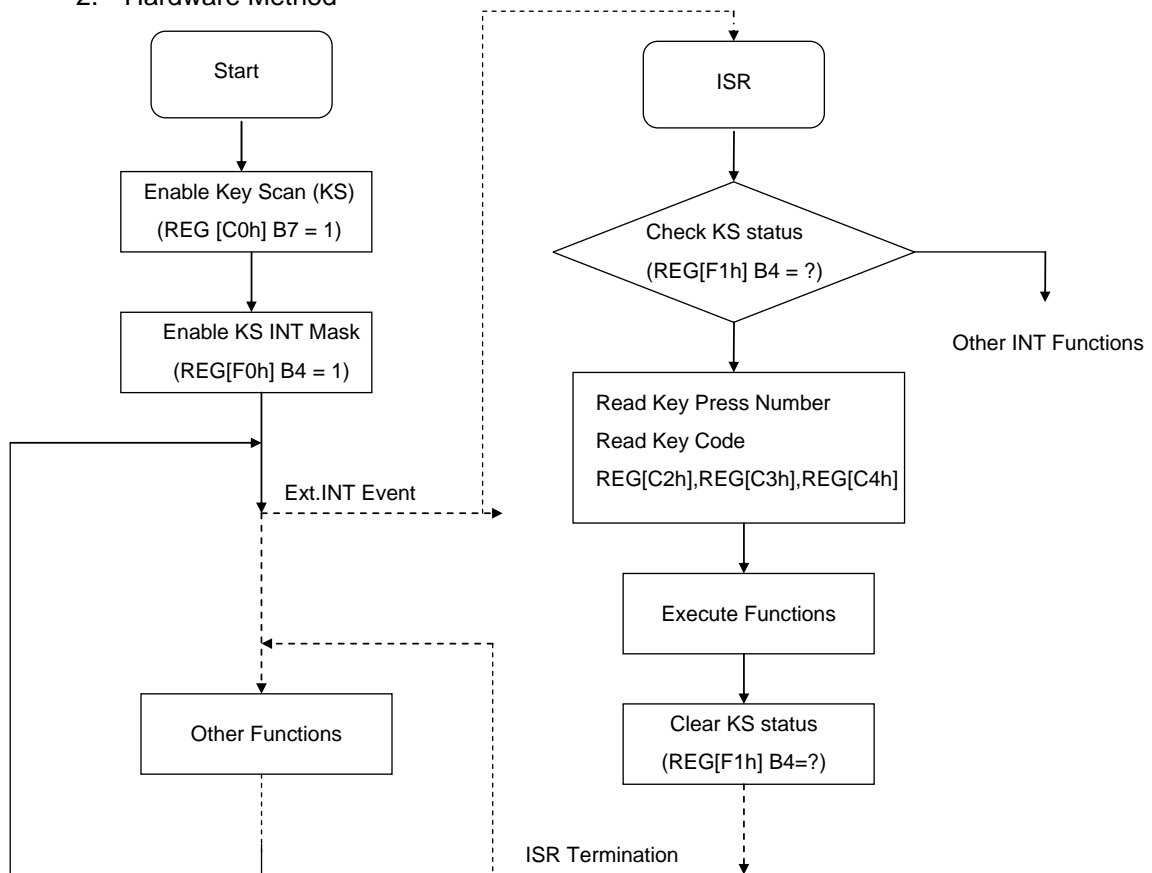 2. Hardware Method
Start
Enable Key Scan (KS)
(REG [C0h] B7 = 1)
Enable KS INT Mask
(REG[F0h] B4 = 1)
Ext.INT Event
Other Functions
ISR
Check KS status
(REG[F1h] B4 = ?)
Other INT Functions
Read Key Press Number
Read Key Code
REG[C2h],REG[C3h],REG[C4h]
Execute Functions
Clear KS status
(REG[F1h] B4=?)
ISR Termination